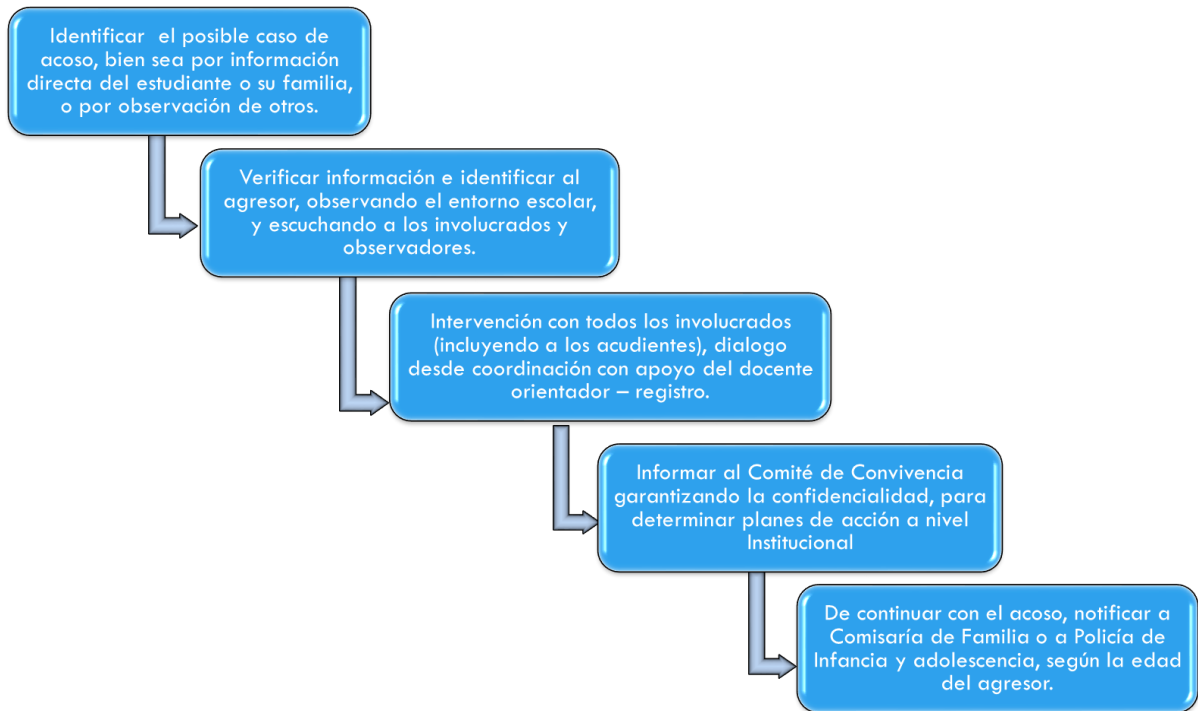 Identificar  el posible caso de
acoso, bien sea por información
directa del estudiante o su familia,
o por observación de otros.
Verificar información e identificar al
agresor, observando el entorno escolar,
y escuchando a los involucrados y
observadores.
Intervención con todos los involucrados
(incluyendo a los acudientes), dialogo
desde coordinación con apoyo del docente
orientador – registro.
Informar al Comité de Convivencia
garantizando la confidencialidad, para
determinar planes de acción a nivel
Institucional
De continuar con el acoso, notificar a
Comisaría de Familia o a Policía de
Infancia y adolescencia, según la edad
del agresor.